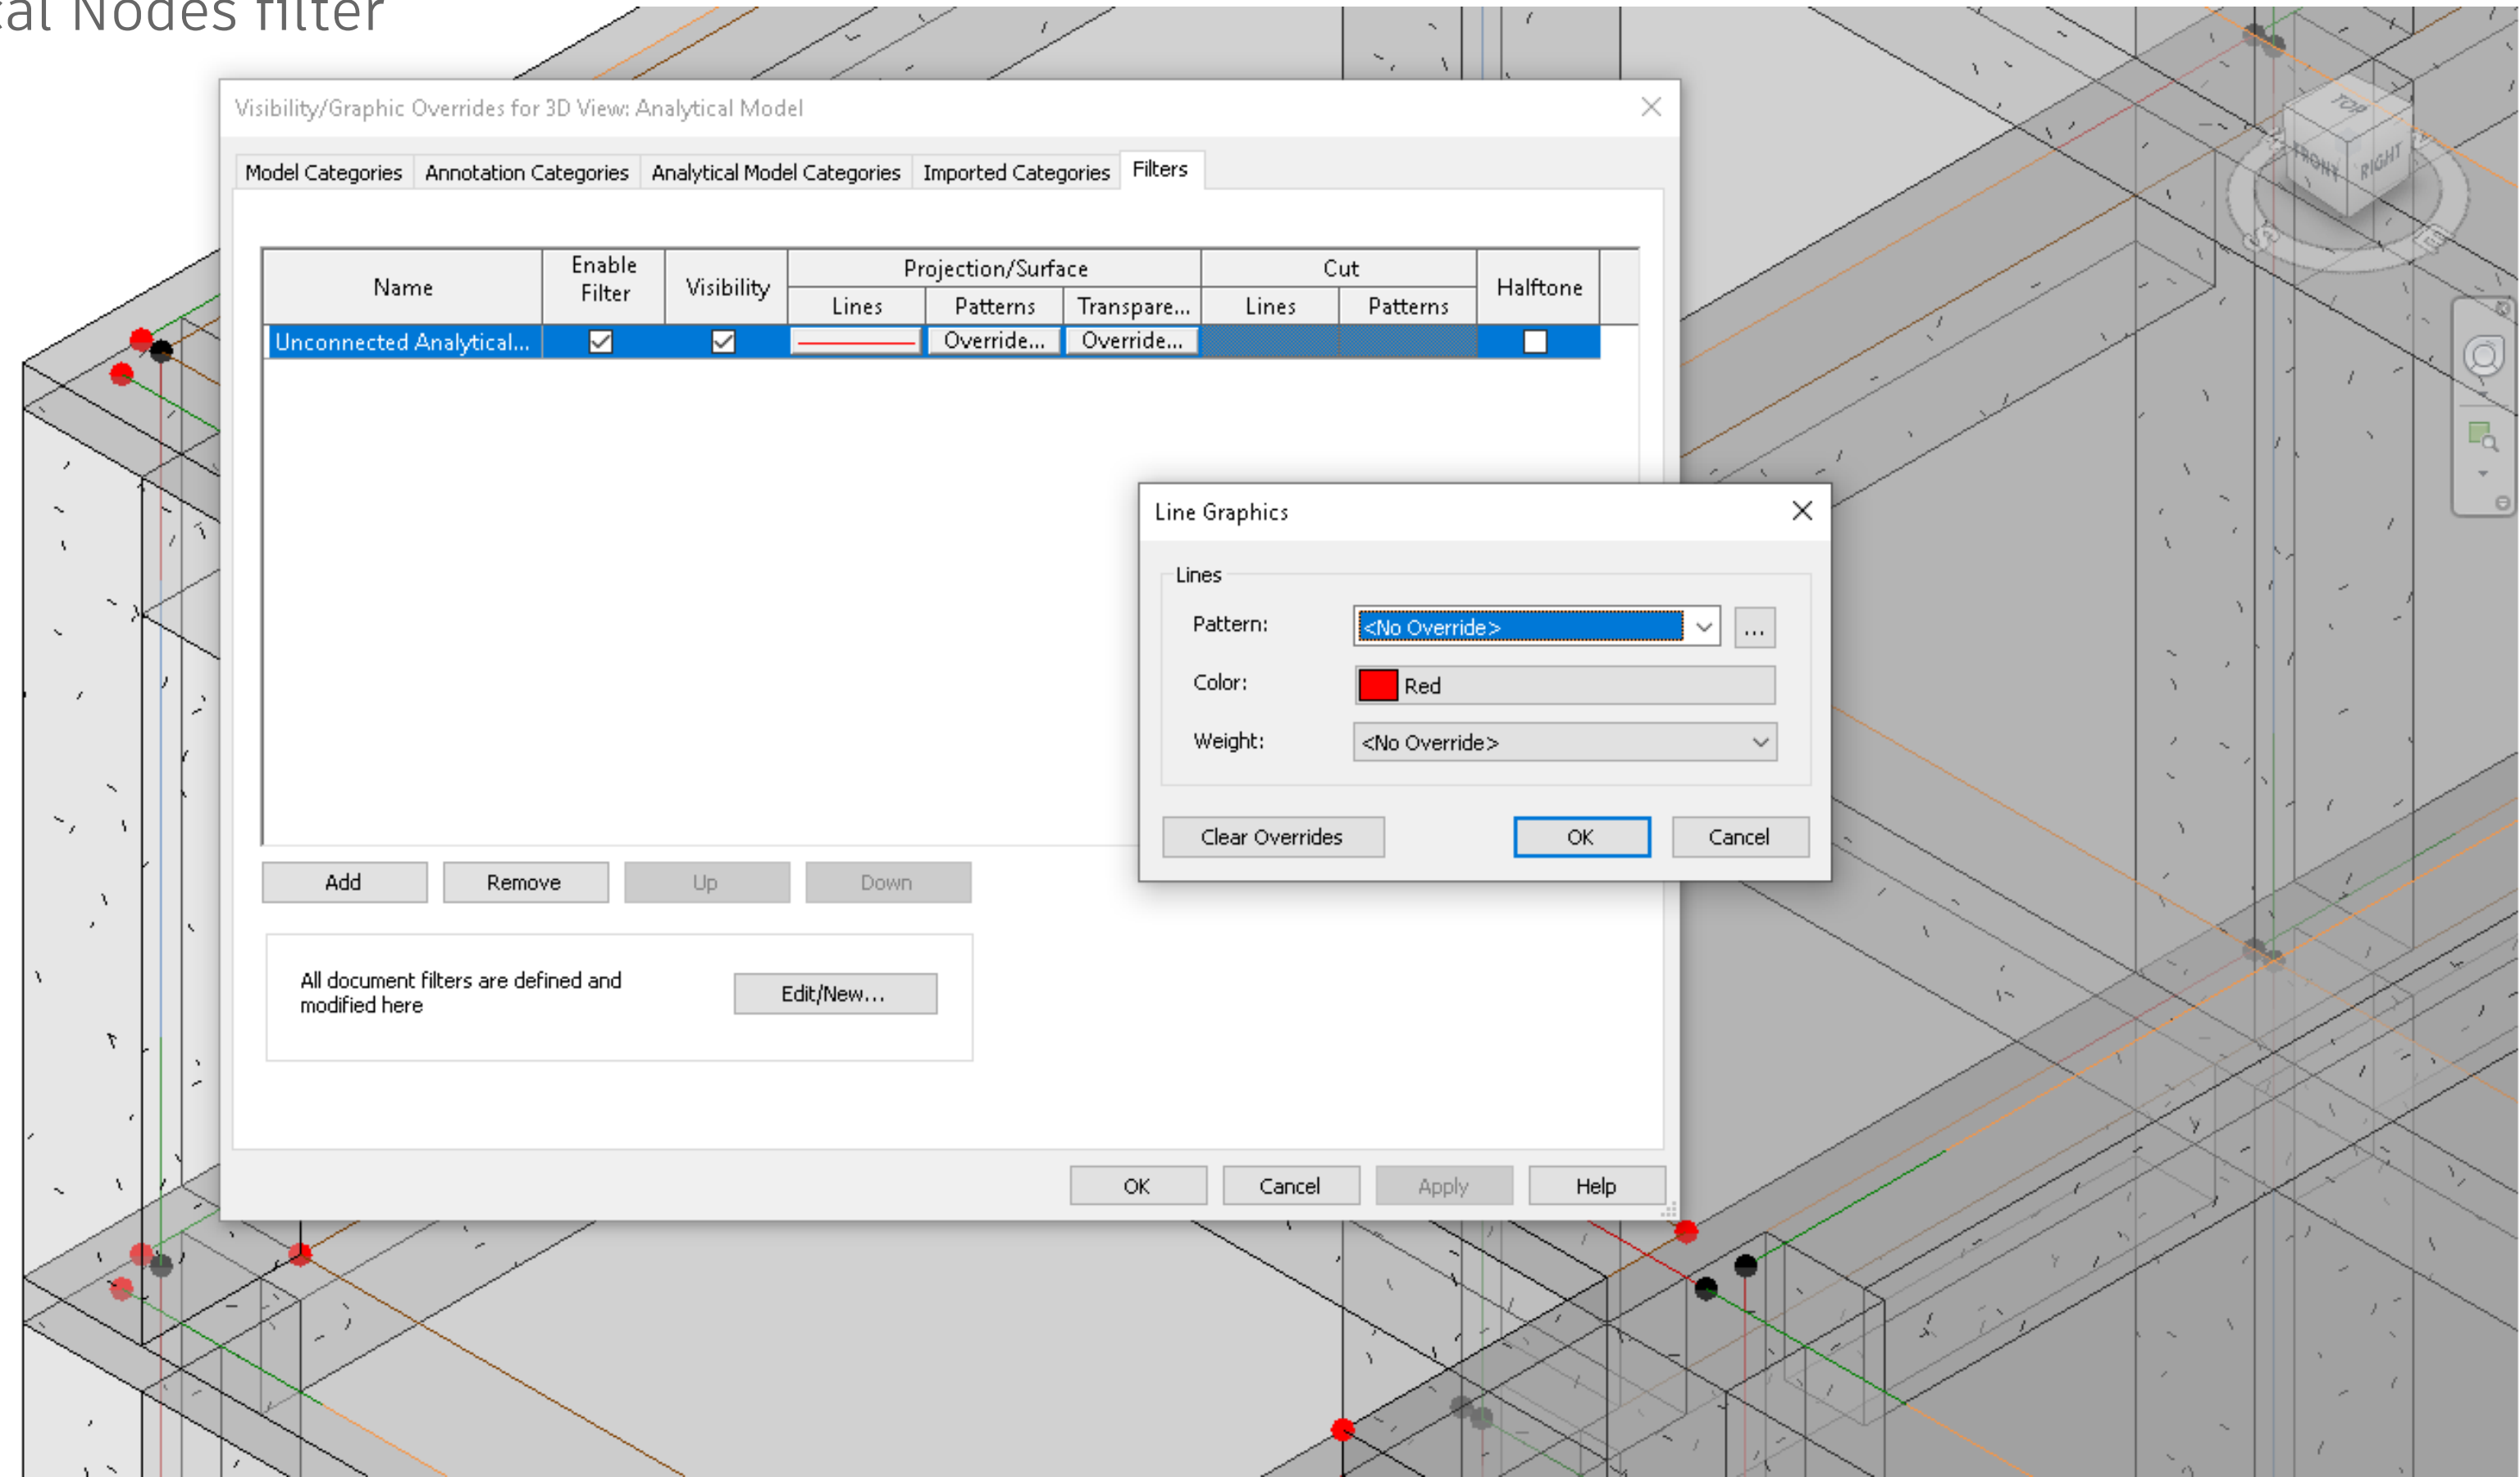 cal Nodes filter
Visibility/Graphic Overrides for 3D View: Analytical Model
Model Categories Annotation Categories Analytical Model Categories Imported Categories Filters
Name Enable Filter Visibility Projection/Surface Cut Halftone
Lines Patterns Transpare... Lines Patterns
Unconnected Analytical... Override... Override...
Line Graphics
Lines
Pattern: <No Override> ...
Color: Red
Weight: <No Override>
Clear Overrides OK Cancel
Add Remove Up Down
All document filters are defined and
modified here
Edit/New...
OK Cancel Apply Help
TOP
FRONT RIGHT
S E